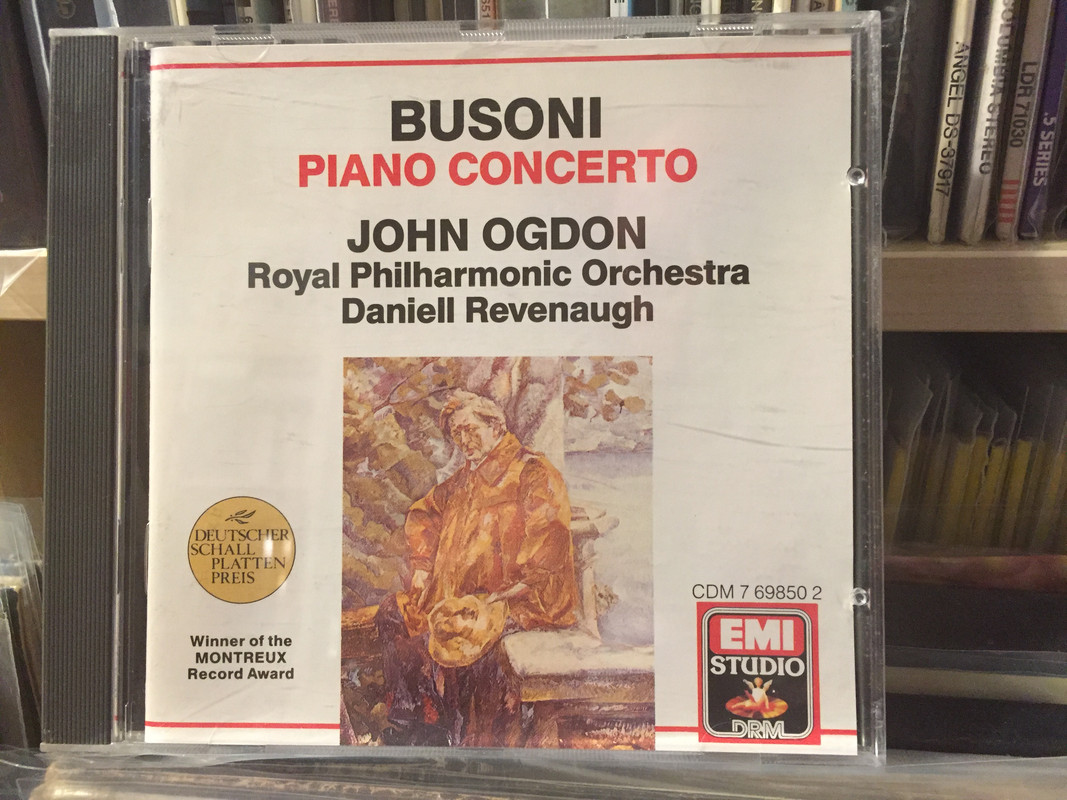 BUSONI
PIANO CONCERTO
JOHN OGDON
Royal Philharmonic Orchestra
Daniell Revenaugh
DEUTSCHER
SCHALL
PLATTEN
PREIS
Winner of the
MONTREUX
Record Award
CDM 7 69850 2
EMI
STUDIO
DRM
ANGEL DS-37917
COLUMBIA STEREO
LDR 71030
.5 SERIES